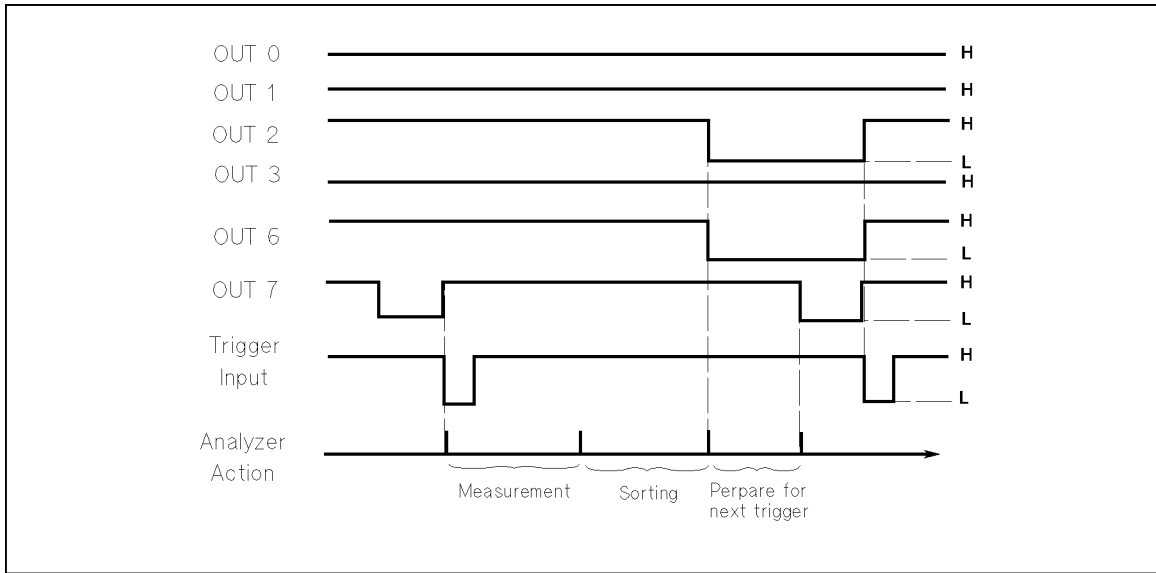 OUT 0 H
OUT 1 H
OUT 2 H
L
OUT 3 H
OUT 6 H
L
OUT 7 H
L
Trigger H
Input
L
Analyzer
Action
Measurement Sorting Perpare for
next trigger